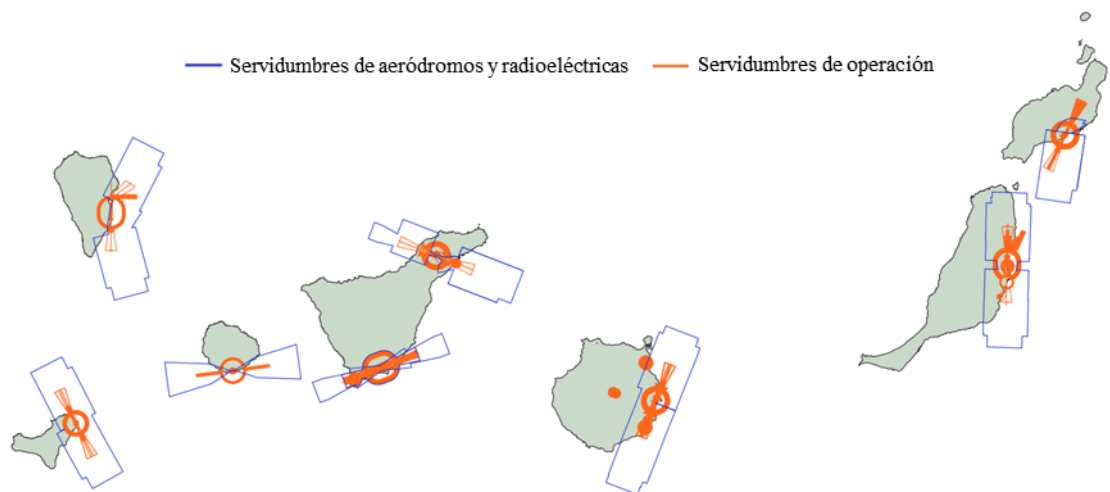 Servidumbres de aeródromos y radioeléctricas
Servidumbres de operación